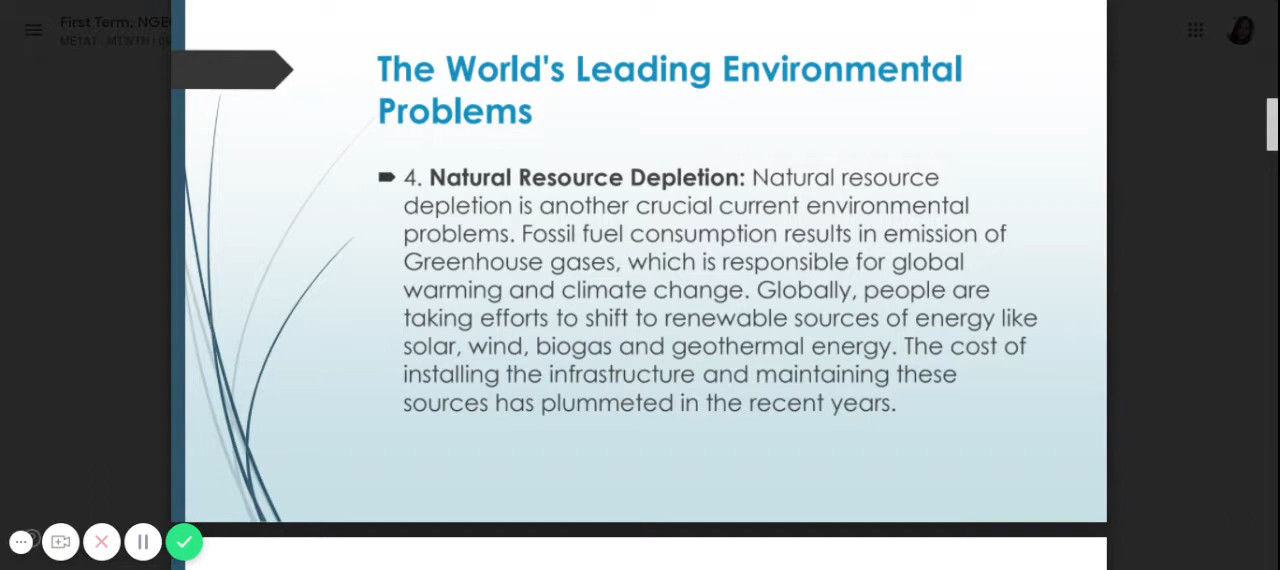 First Term, NGE
The World's Leading Environmental
Problems
4. Natural Resource Depletion: Natural resource
depletion is another crucial current environmental
problems. Fossil fuel consumption results in emission of
Greenhouse gases, which is responsible for global
warming and climate change. Globally, people are
taking efforts to shift to renewable sources of energy like
solar, wind, biogas and geothermal energy. The cost of
installing the infrastructure and maintaining these
sources has plummeted in the recent years.